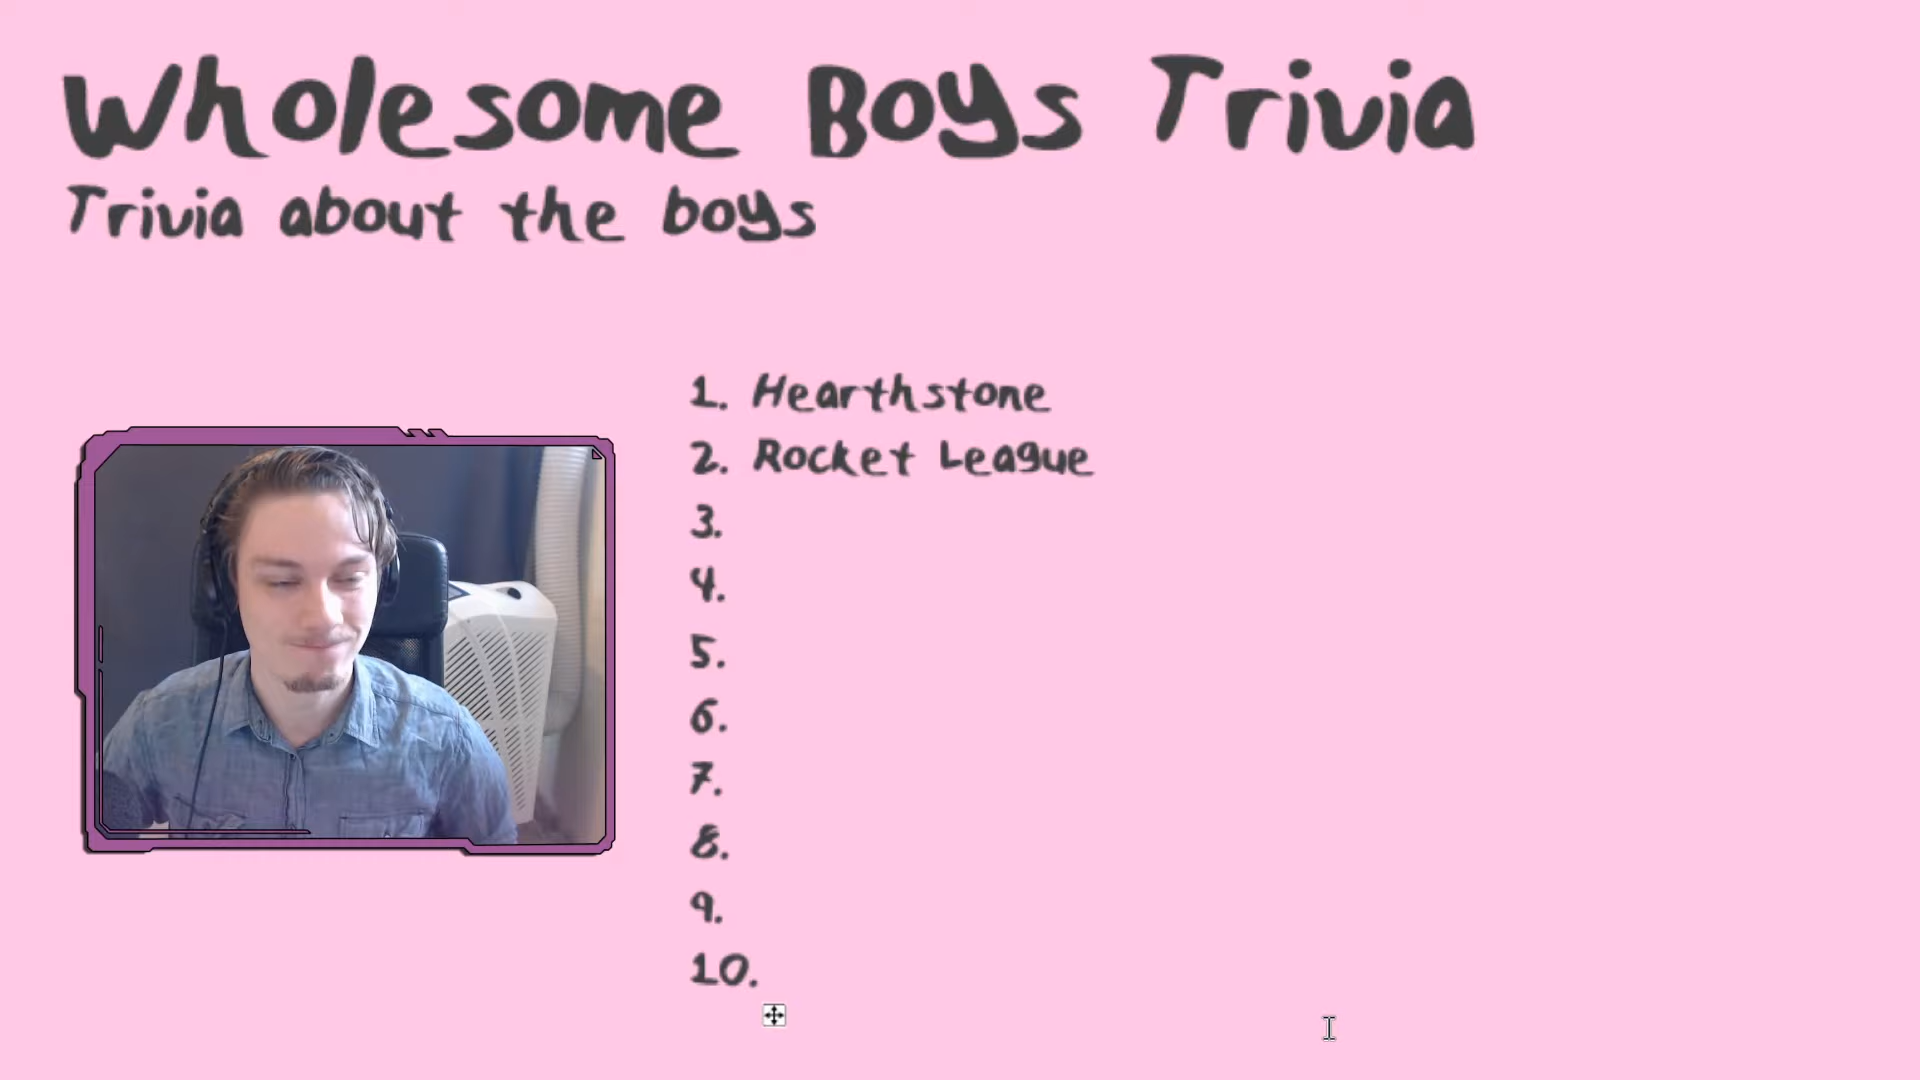 Wholesome Boys Trivia
Trivia about the boys
1. Hearthstone
2. Rocket League
3.
4.
5.
6.
7.
8.
9.
10.